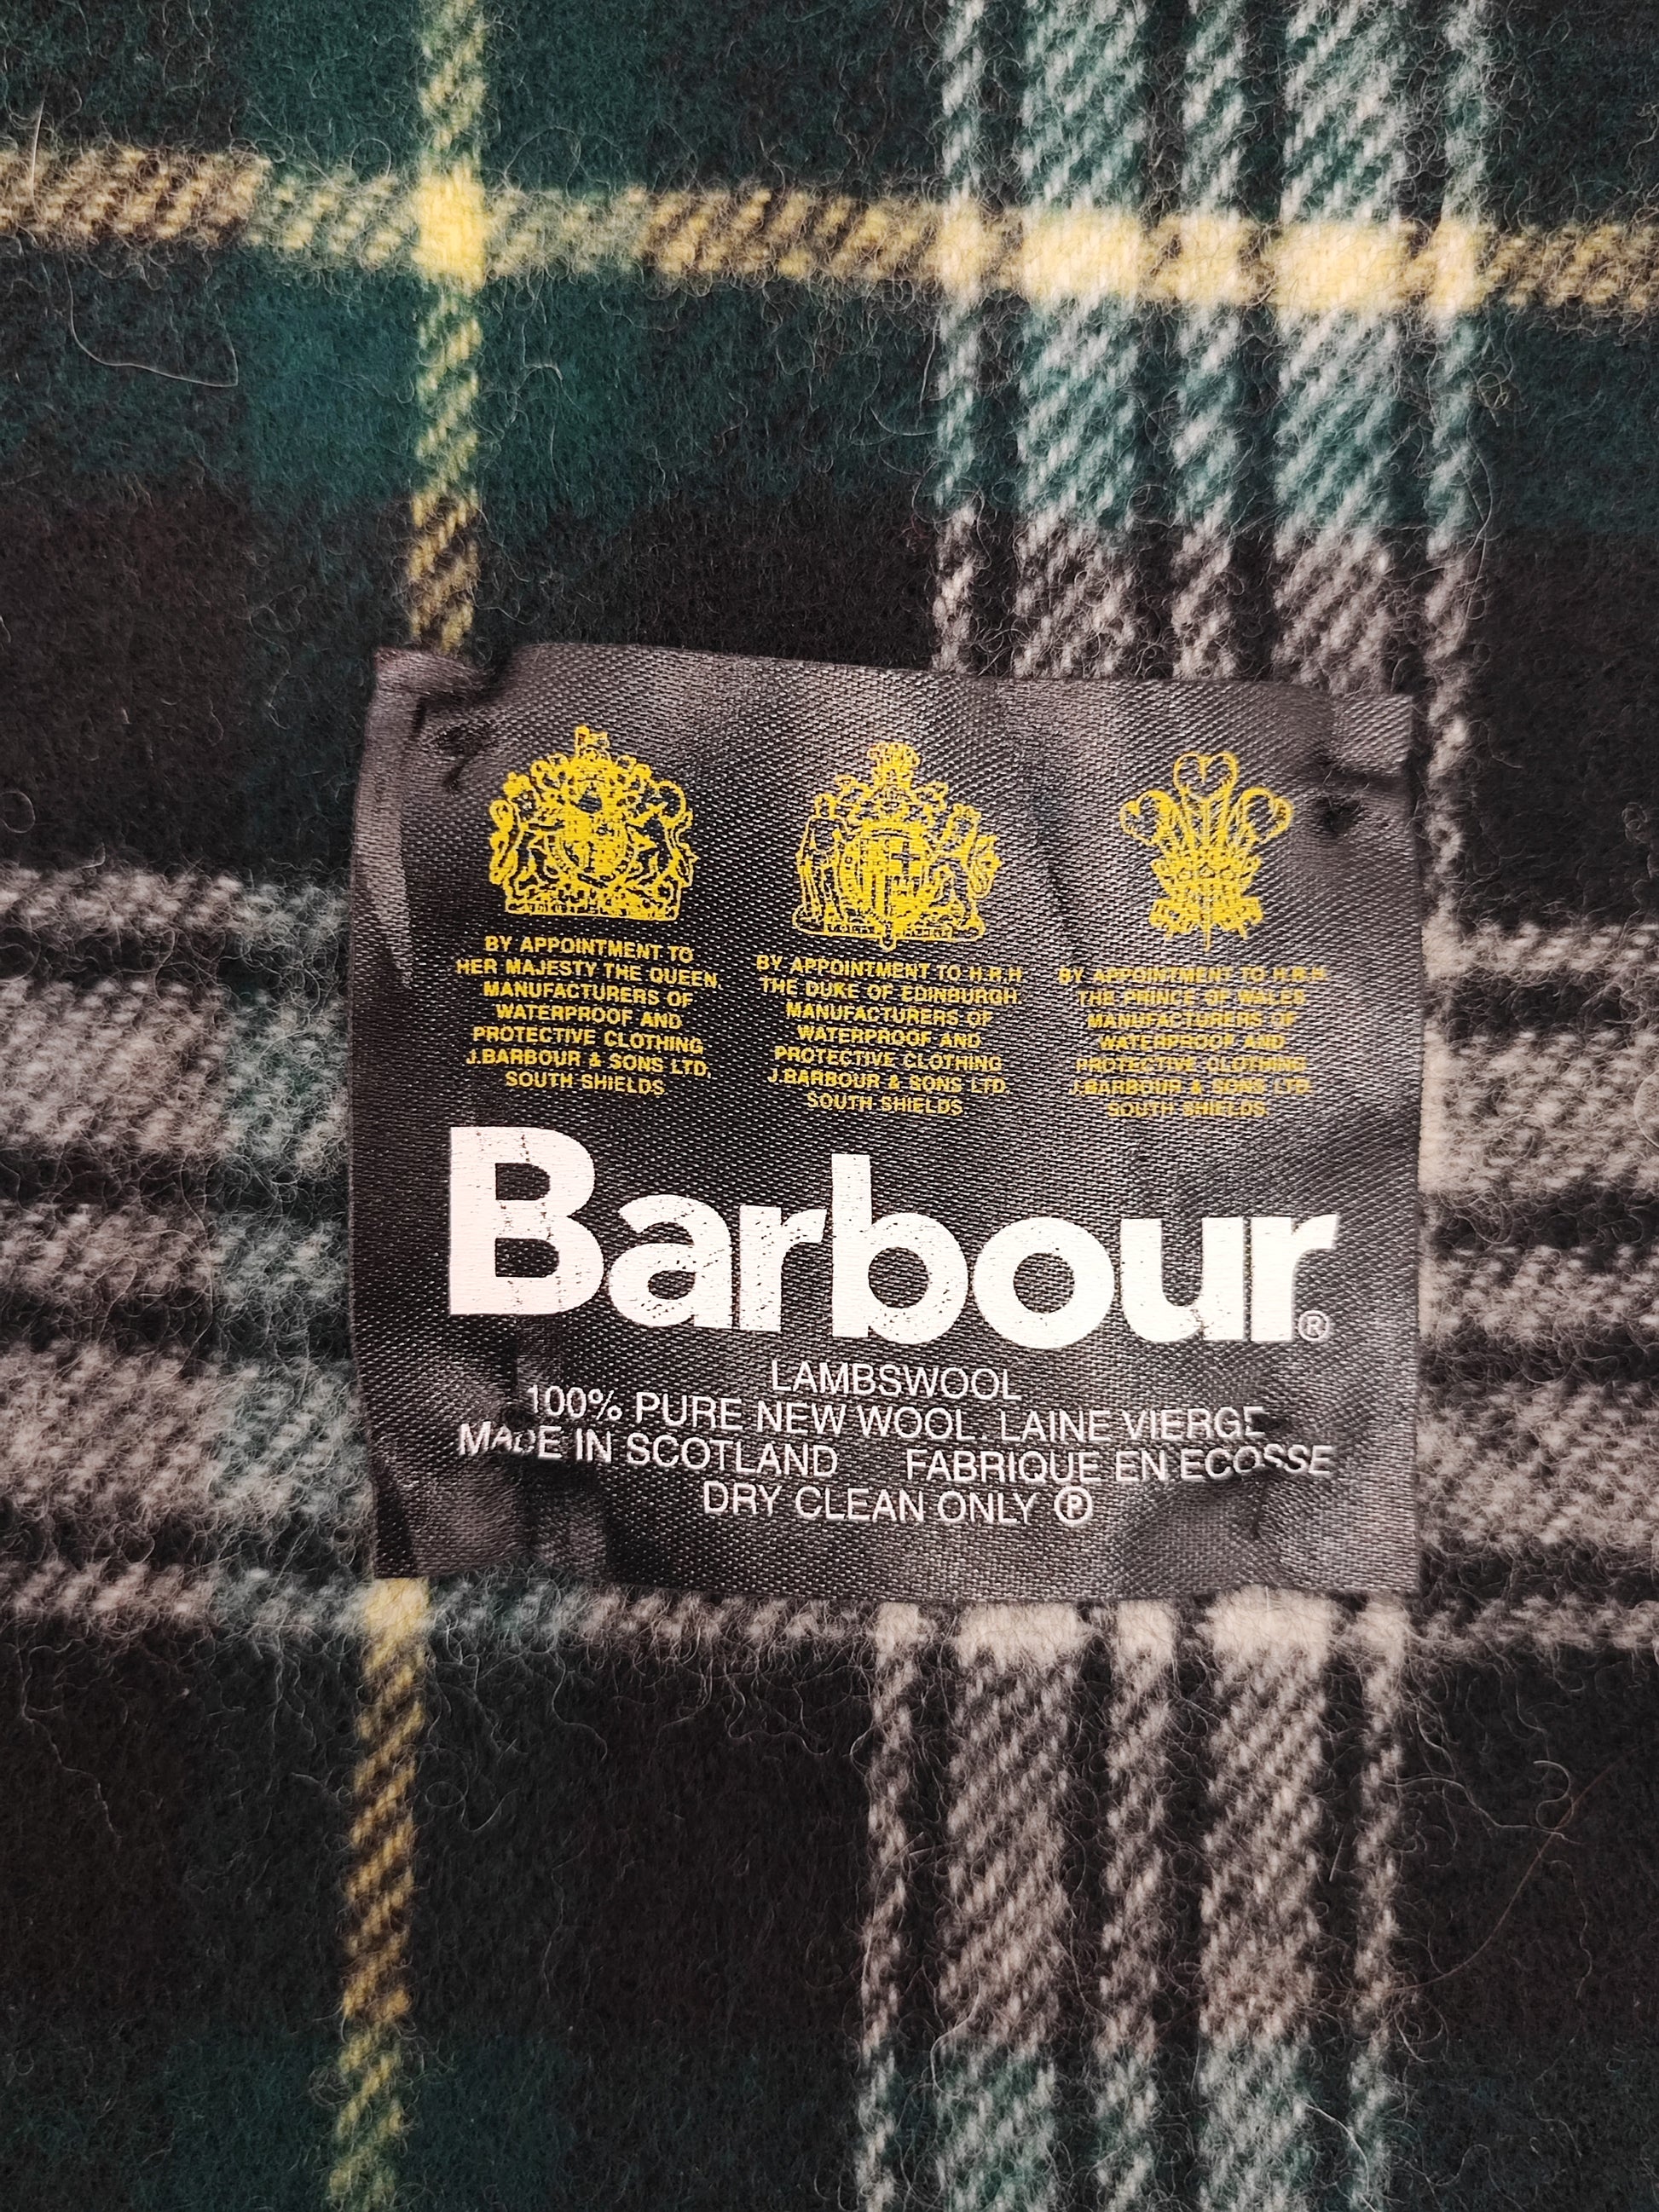 BY APPOINTMENT TO
HER MAJESTY THE QUEEN
MANUFACTURERS OF
WATERPROOF AND
PROTECTIVE CLOTHING
J.BARBOUR & SONS LTD,
SOUTH SHIELDS
BY APPOINTMENT TO H.R.H
THE DUKE OF EDINBURGH.
MANUFACTURERS OF
WATERPROOF AND
PROTECTIVE CLOTHING
J.BARBOUR & SONS LTD.
SOUTH SHIELDS
BY APPOINTMENT TO H.R.H.
THE PRINCE OF WALES
MANUFACTURERS OF
WATERPROOF AND
PROTECTIVE CLOTHING
J.BARBOUR & SONS LTD
SOUTH SHIELDS.
Barbour®
LAMBSWOOL
100% PURE NEW WOOL. LAINE VIERGE
MADE IN SCOTLAND FABRIQUE EN ECOSSE
DRY CLEAN ONLY Ⓟ